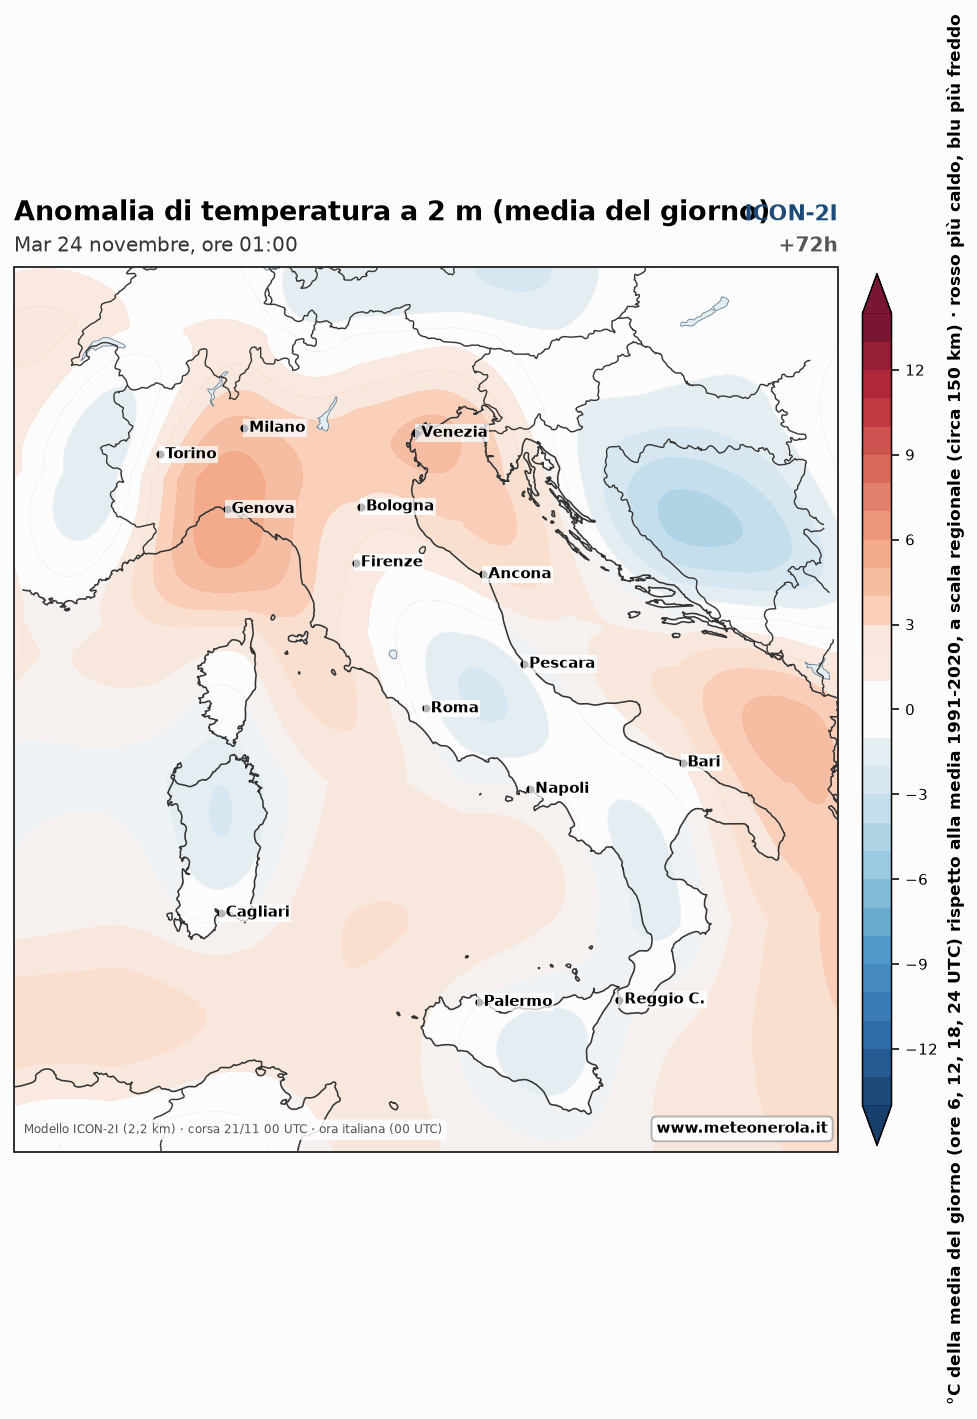 Anomalia di temperatura a 2 m (media del giorno)
ICON-2I
Mar 24 novembre, ore 01:00
+72h
Milano
Venezia
Torino
Genova
Bologna
Firenze
Ancona
Pescara
Roma
Bari
Napoli
Cagliari
Palermo
Reggio C.
Modello ICON-2I (2,2 km) · corsa 21/11 00 UTC · ora italiana (00 UTC)
www.meteonerola.it
12
9
6
3
0
−3
−6
−9
−12
°C della media del giorno (ore 6, 12, 18, 24 UTC) rispetto alla media 1991-2020, a scala regionale (circa 150 km) · rosso più caldo, blu più freddo